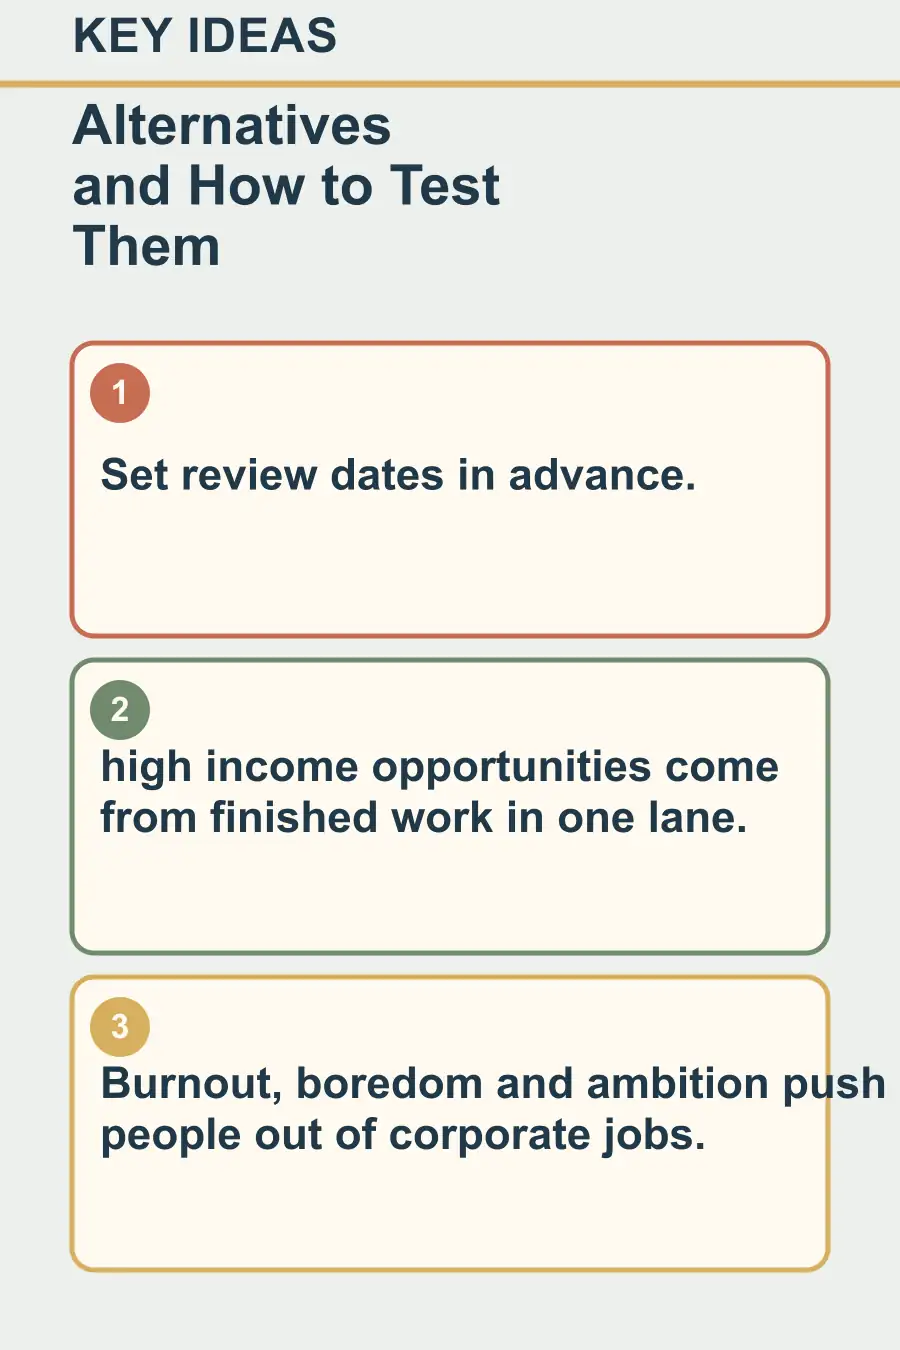 KEY IDEAS
Alternatives
and How to Test
Them
1
Set review dates in advance.
2
high income opportunities come
from finished work in one lane.
3
Burnout, boredom and ambition push
people out of corporate jobs.